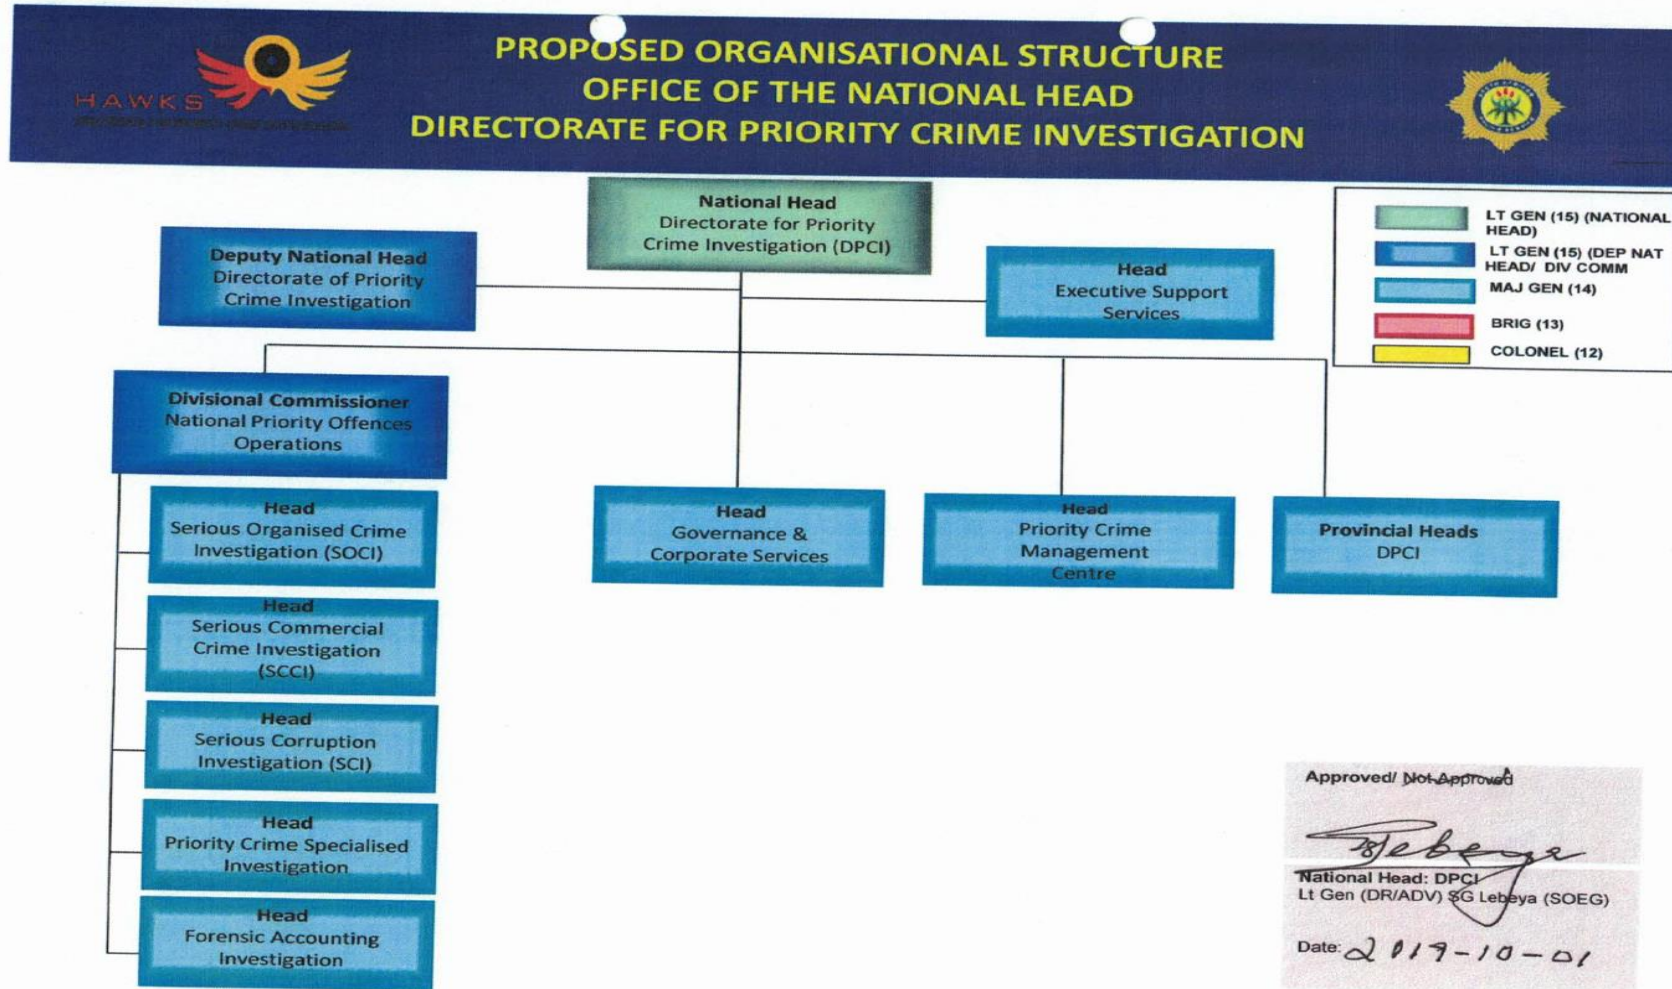 HAWKS
PROPOSED ORGANISATIONAL STRUCTURE
OFFICE OF THE NATIONAL HEAD
DIRECTORATE FOR PRIORITY CRIME INVESTIGATION
National Head
Directorate for Priority
Crime Investigation (DPCI)
Deputy National Head
Directorate of Priority
Crime Investigation
Head
Executive Support
Services
LT GEN (15) (NATIONAL
HEAD)
LT GEN (15) (DEP NAT
HEAD/ DIV COMM
MAJ GEN (14)
BRIG (13)
COLONEL (12)
Divisional Commissioner
National Priority Offences
Operations
Head
Serious Organised Crime
Investigation (SOCI)
Head
Serious Commercial
Crime Investigation
(SCCI)
Head
Serious Corruption
Investigation (SCI)
Head
Priority Crime Specialised
Investigation
Head
Forensic Accounting
Investigation
Head
Governance &
Corporate Services
Head
Priority Crime
Management
Centre
Provincial Heads
DPCI
Approved/ Not Approved
National Head: DPCI
Lt Gen (DR/ADV) SG Lebeya (SOEG)
Date: 2019-10-01